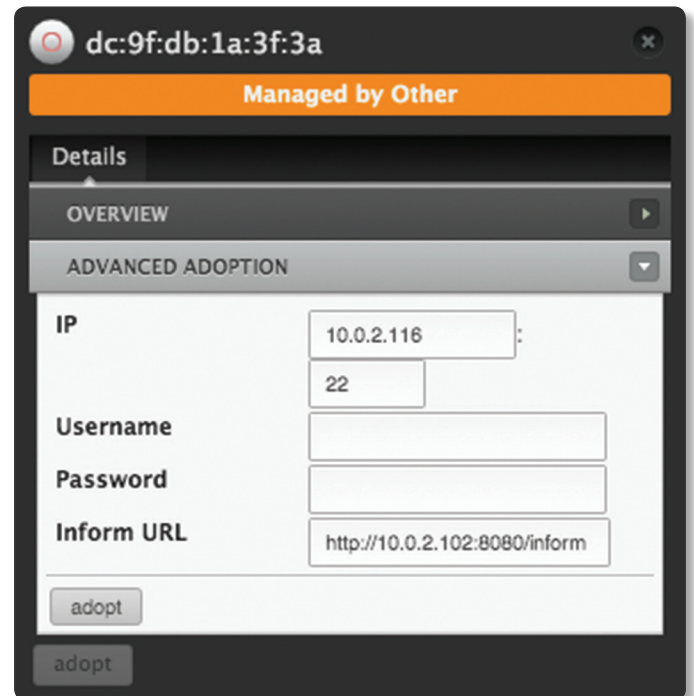 dc:9f:db:1a:3f:3a
Managed by Other
Details
OVERVIEW
ADVANCED ADOPTION
IP 10.0.2.116 :
22
Username
Password
Inform URL http://10.0.2.102:8080/inform
adopt
adopt